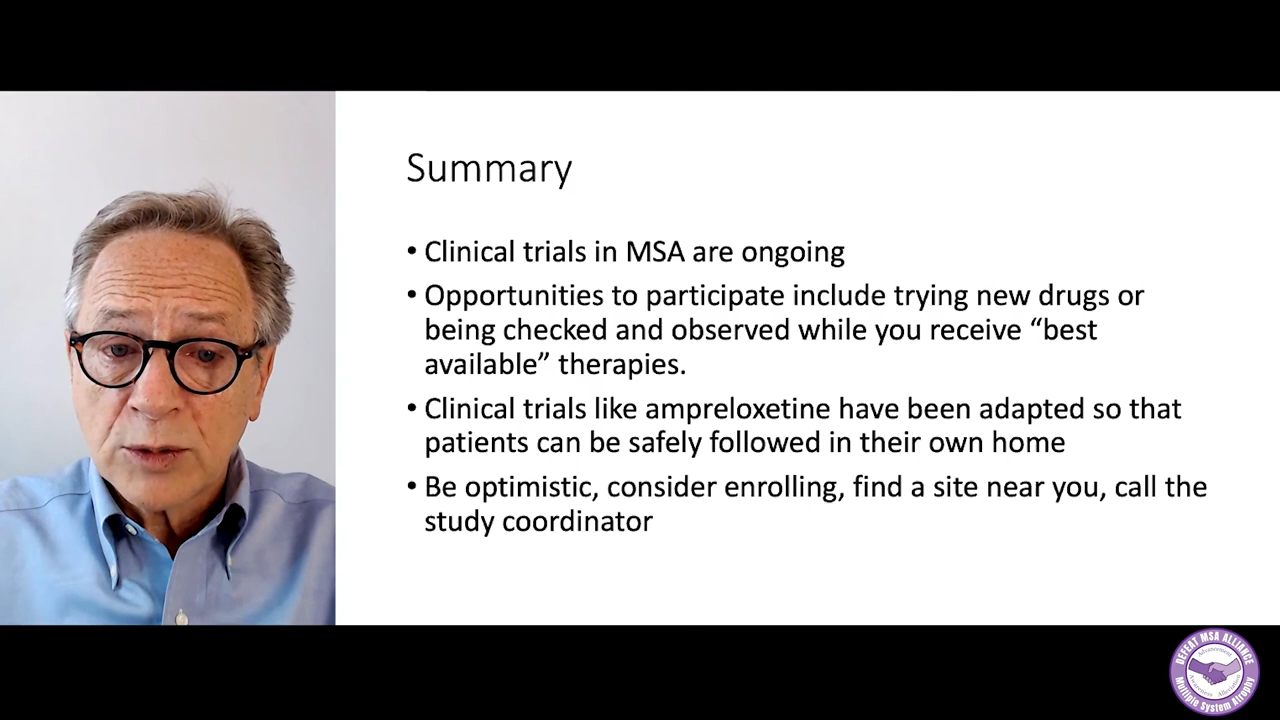 Summary
• Clinical trials in MSA are ongoing
• Opportunities to participate include trying new drugs or
being checked and observed while you receive “best
available” therapies.
• Clinical trials like ampreloxetine have been adapted so that
patients can be safely followed in their own home
• Be optimistic, consider enrolling, find a site near you, call the
study coordinator
DEFEAT MSA ALLIANCE
Advancement
Awareness Alleviation
Multiple System Atrophy